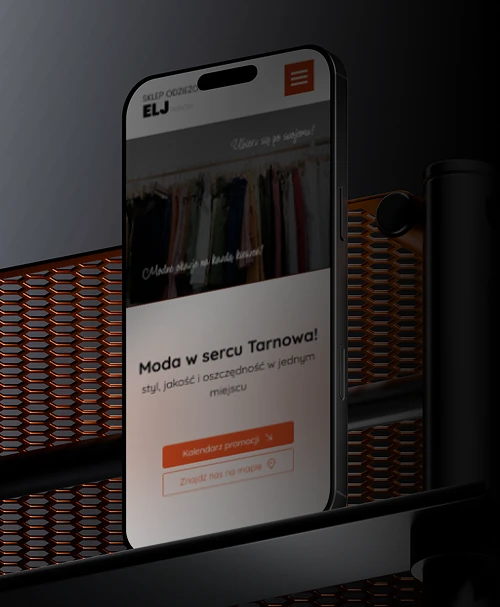 SKLEP ODZIEŻO
ELJ
Ubierz się po swojemu!
Modne okazje na każdą kieszeń!
Moda w sercu Tarnowa!
styl, jakość i oszczędność w jednym
miejscu
Kalendarz promocji
Znajdź nas na mapie